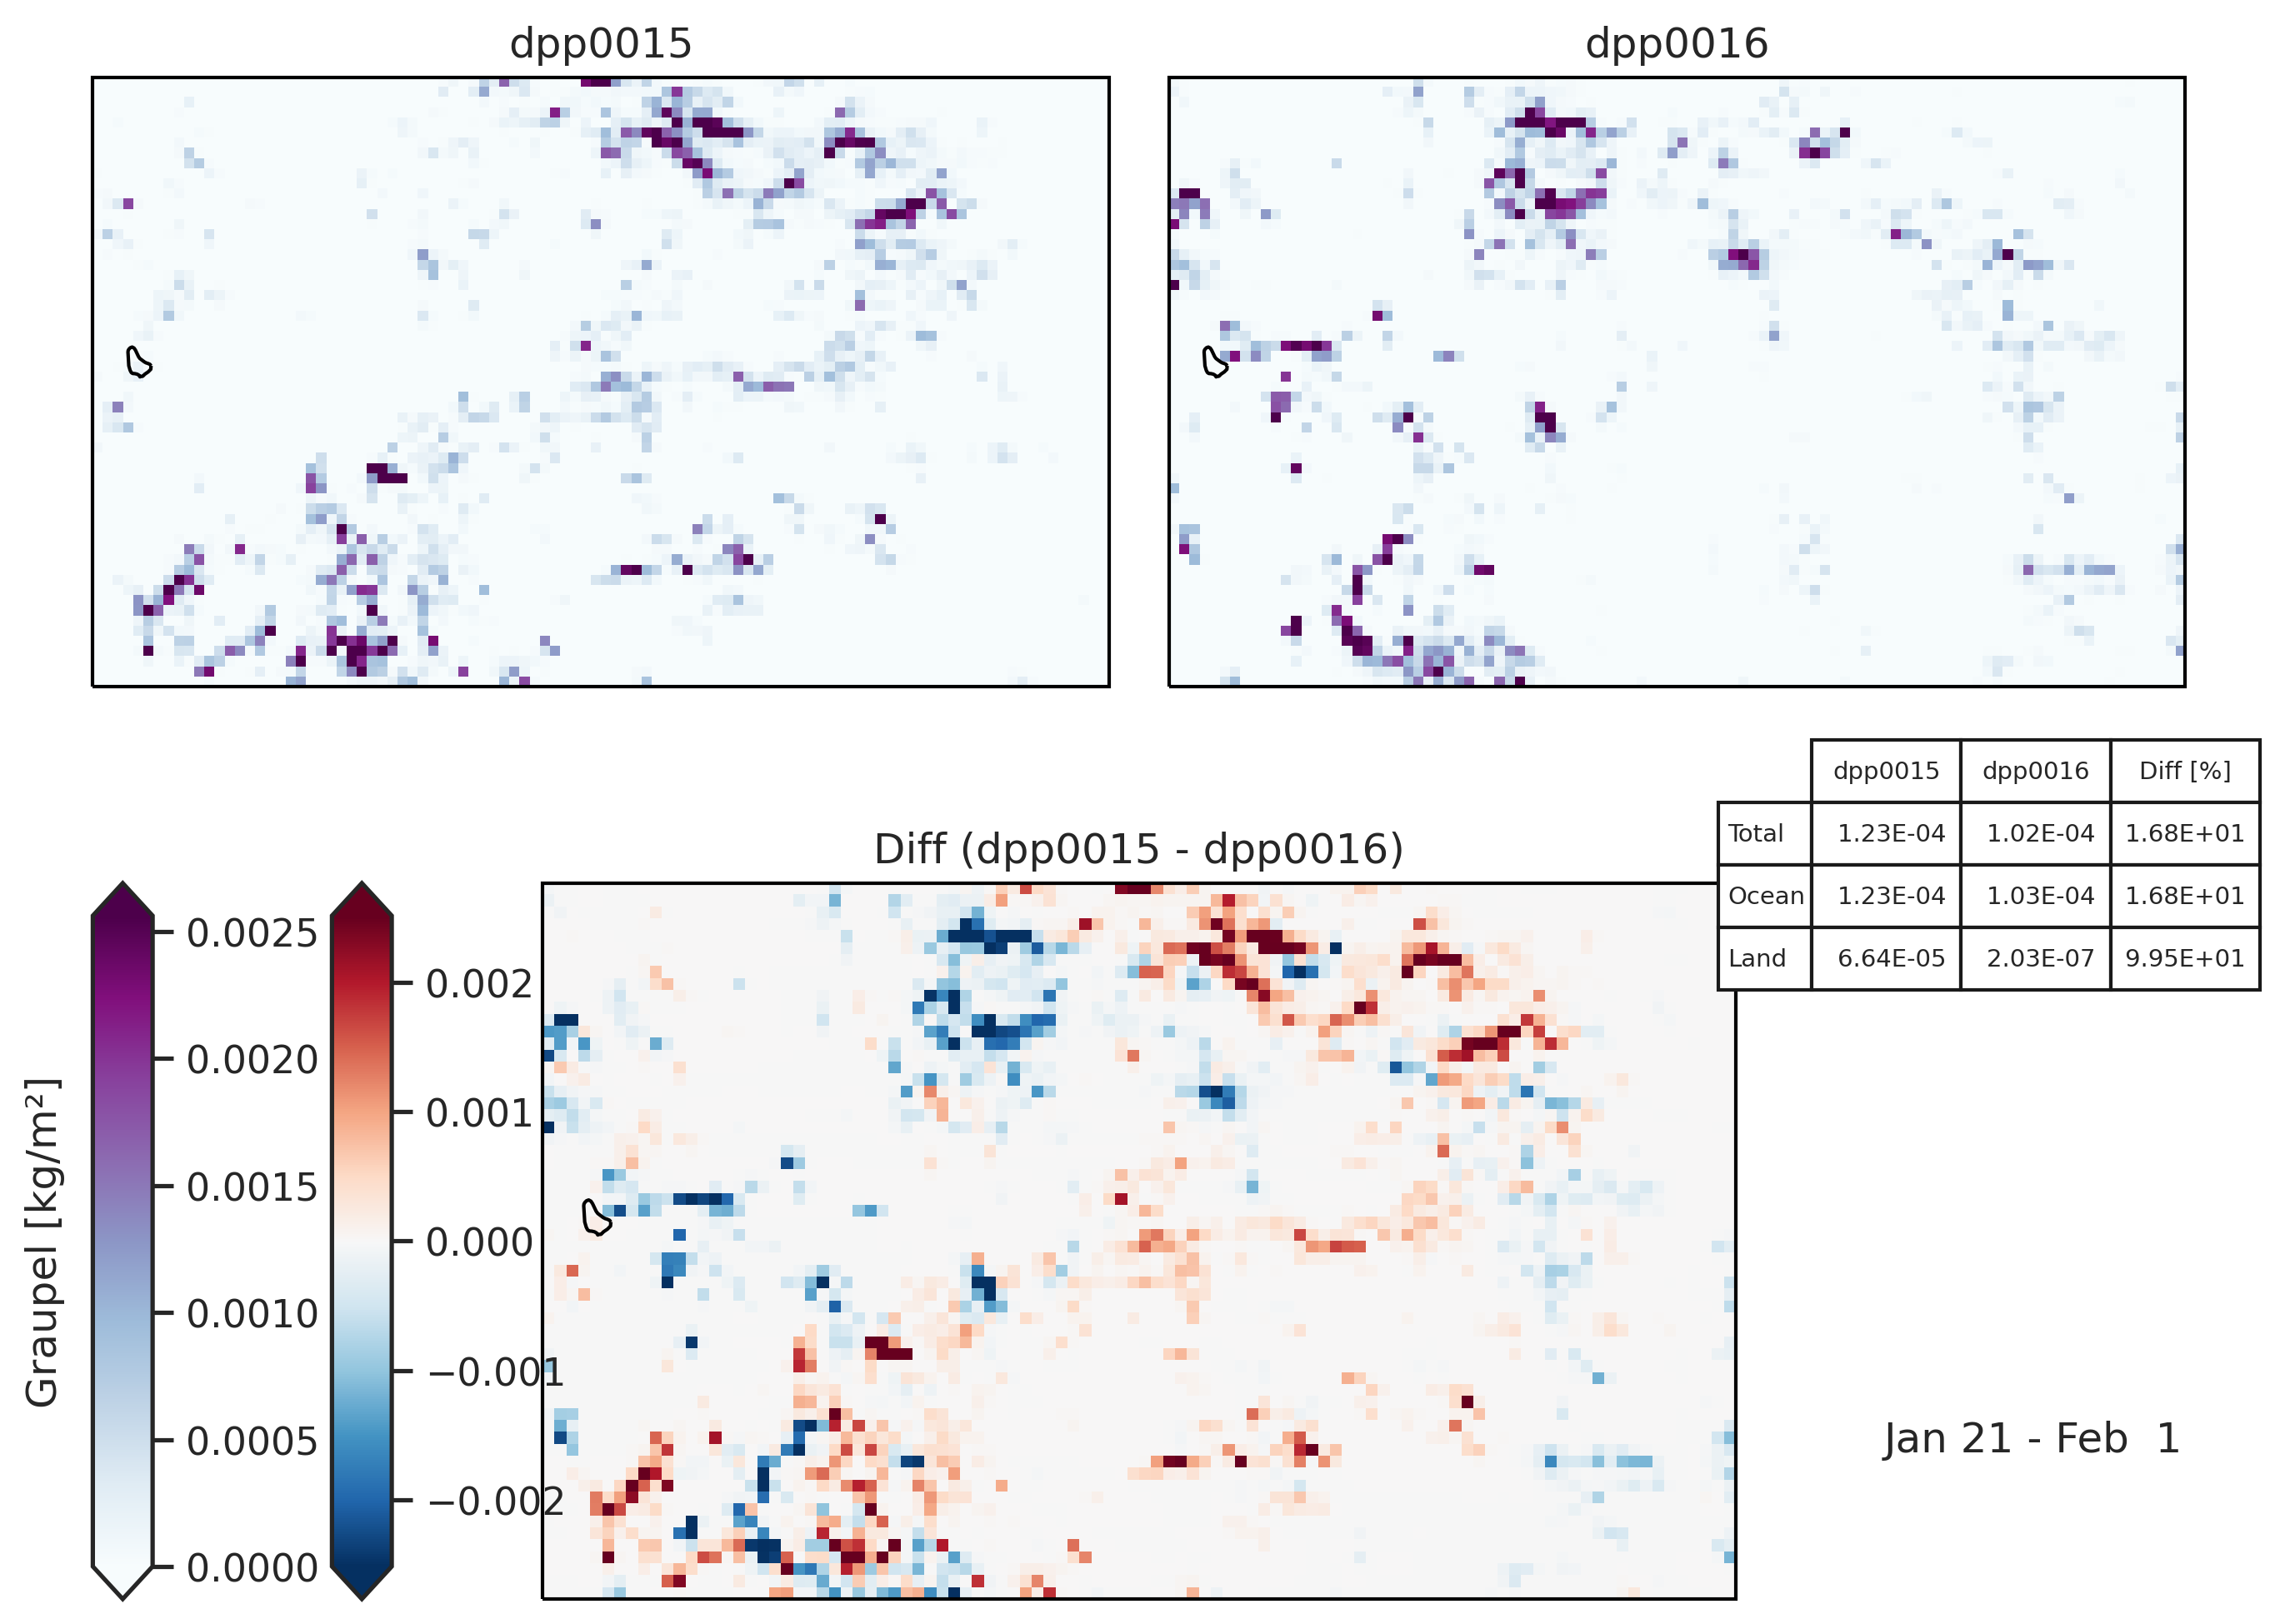 dpp0015
dpp0016
dpp0015 dpp0016 Diff [%]
Total 1.23E-04 1.02E-04 1.68E+01
Ocean 1.23E-04 1.03E-04 1.68E+01
Land 6.64E-05 2.03E-07 9.95E+01
Diff (dpp0015 - dpp0016)
Graupel [kg/m²]
0.0025
0.0020
0.0015
0.0010
0.0005
0.0000
0.002
0.001
0.000
−0.001
−0.002
Jan 21 - Feb  1